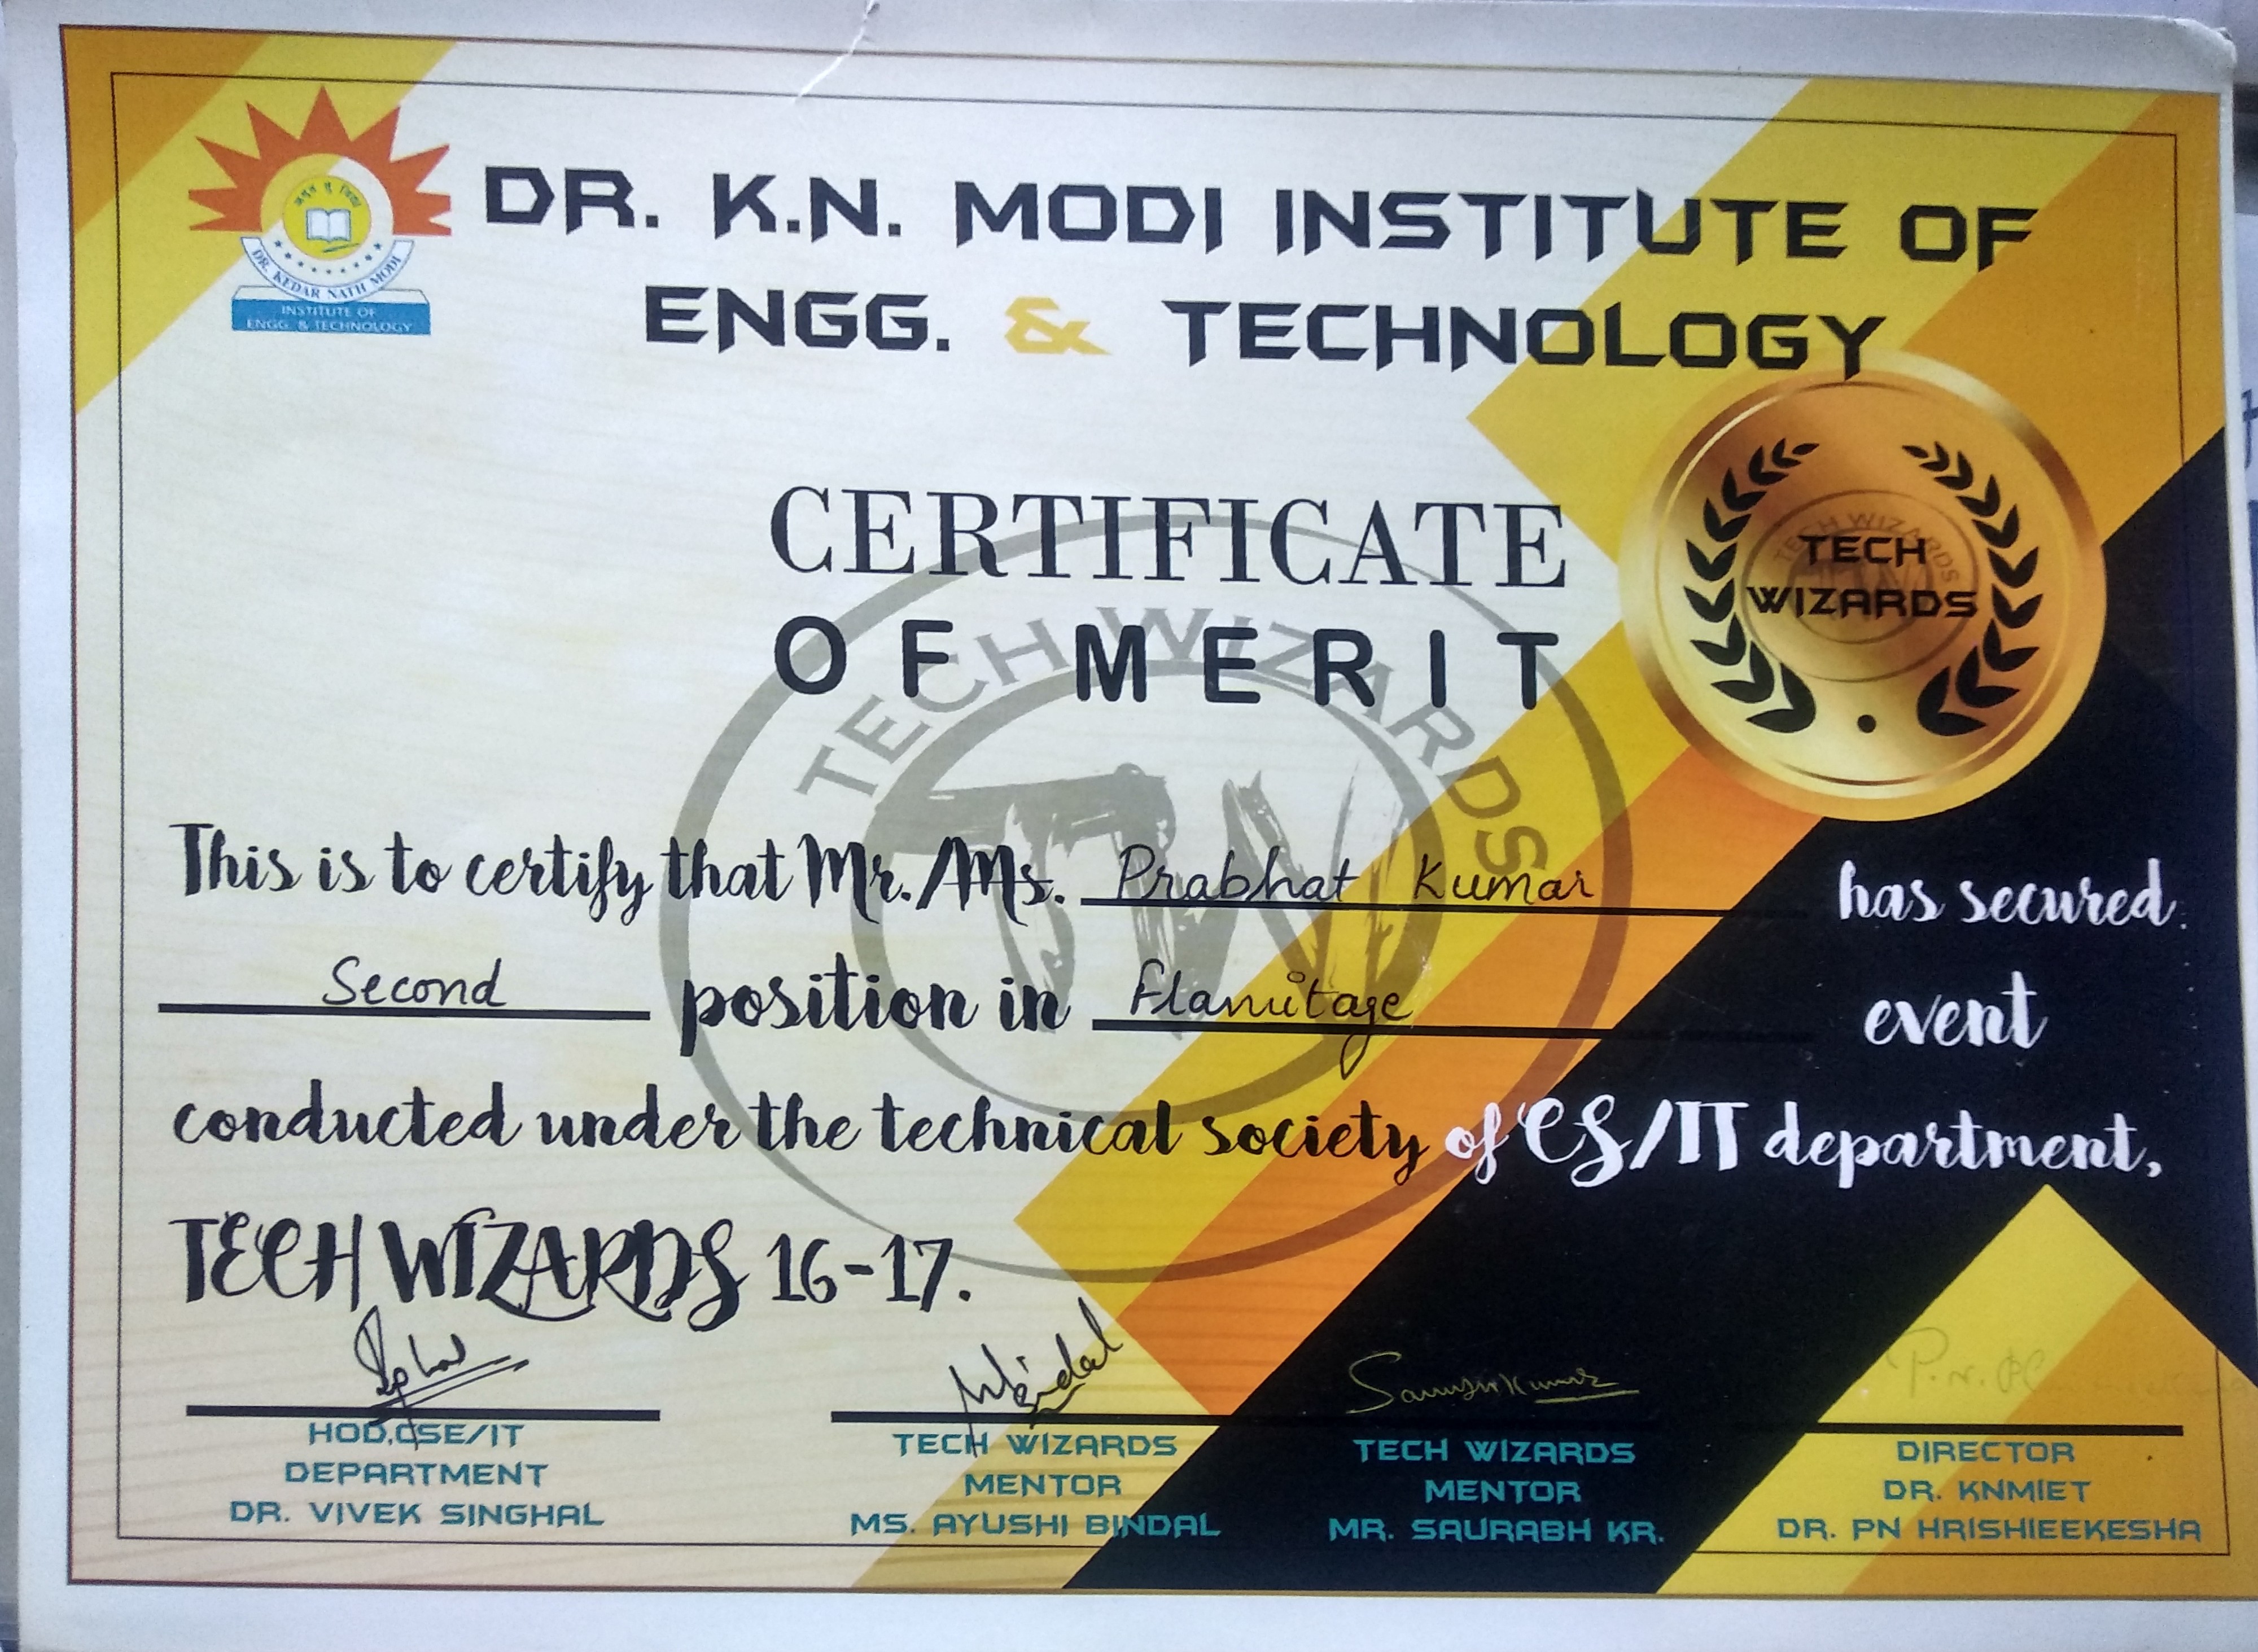 DR. K.N. MODI INSTITUTE OF
ENGG. & TECHNOLOGY
DR. KEDAR NATH MODI
INSTITUTE OF
ENGG. & TECHNOLOGY
CERTIFICATE
OF MERIT
TECH WIZARDS
TW
TECH WIZARDS
TECH
WIZARDS
This is to certify that Mr./Ms. Prabhat Kumar has secured
Second position in event
conducted under the technical society of CS/IT department,
TECH WIZARDS 16-17.
Saurabh Kumar
HOD,CSE/IT
DEPARTMENT
DR. VIVEK SINGHAL
TECH WIZARDS
MENTOR
MS. AYUSHI BINDAL
TECH WIZARDS
MENTOR
MR. SAURABH KR.
DIRECTOR
DR. KNMIET
DR. PN HRISHIEEKESHA